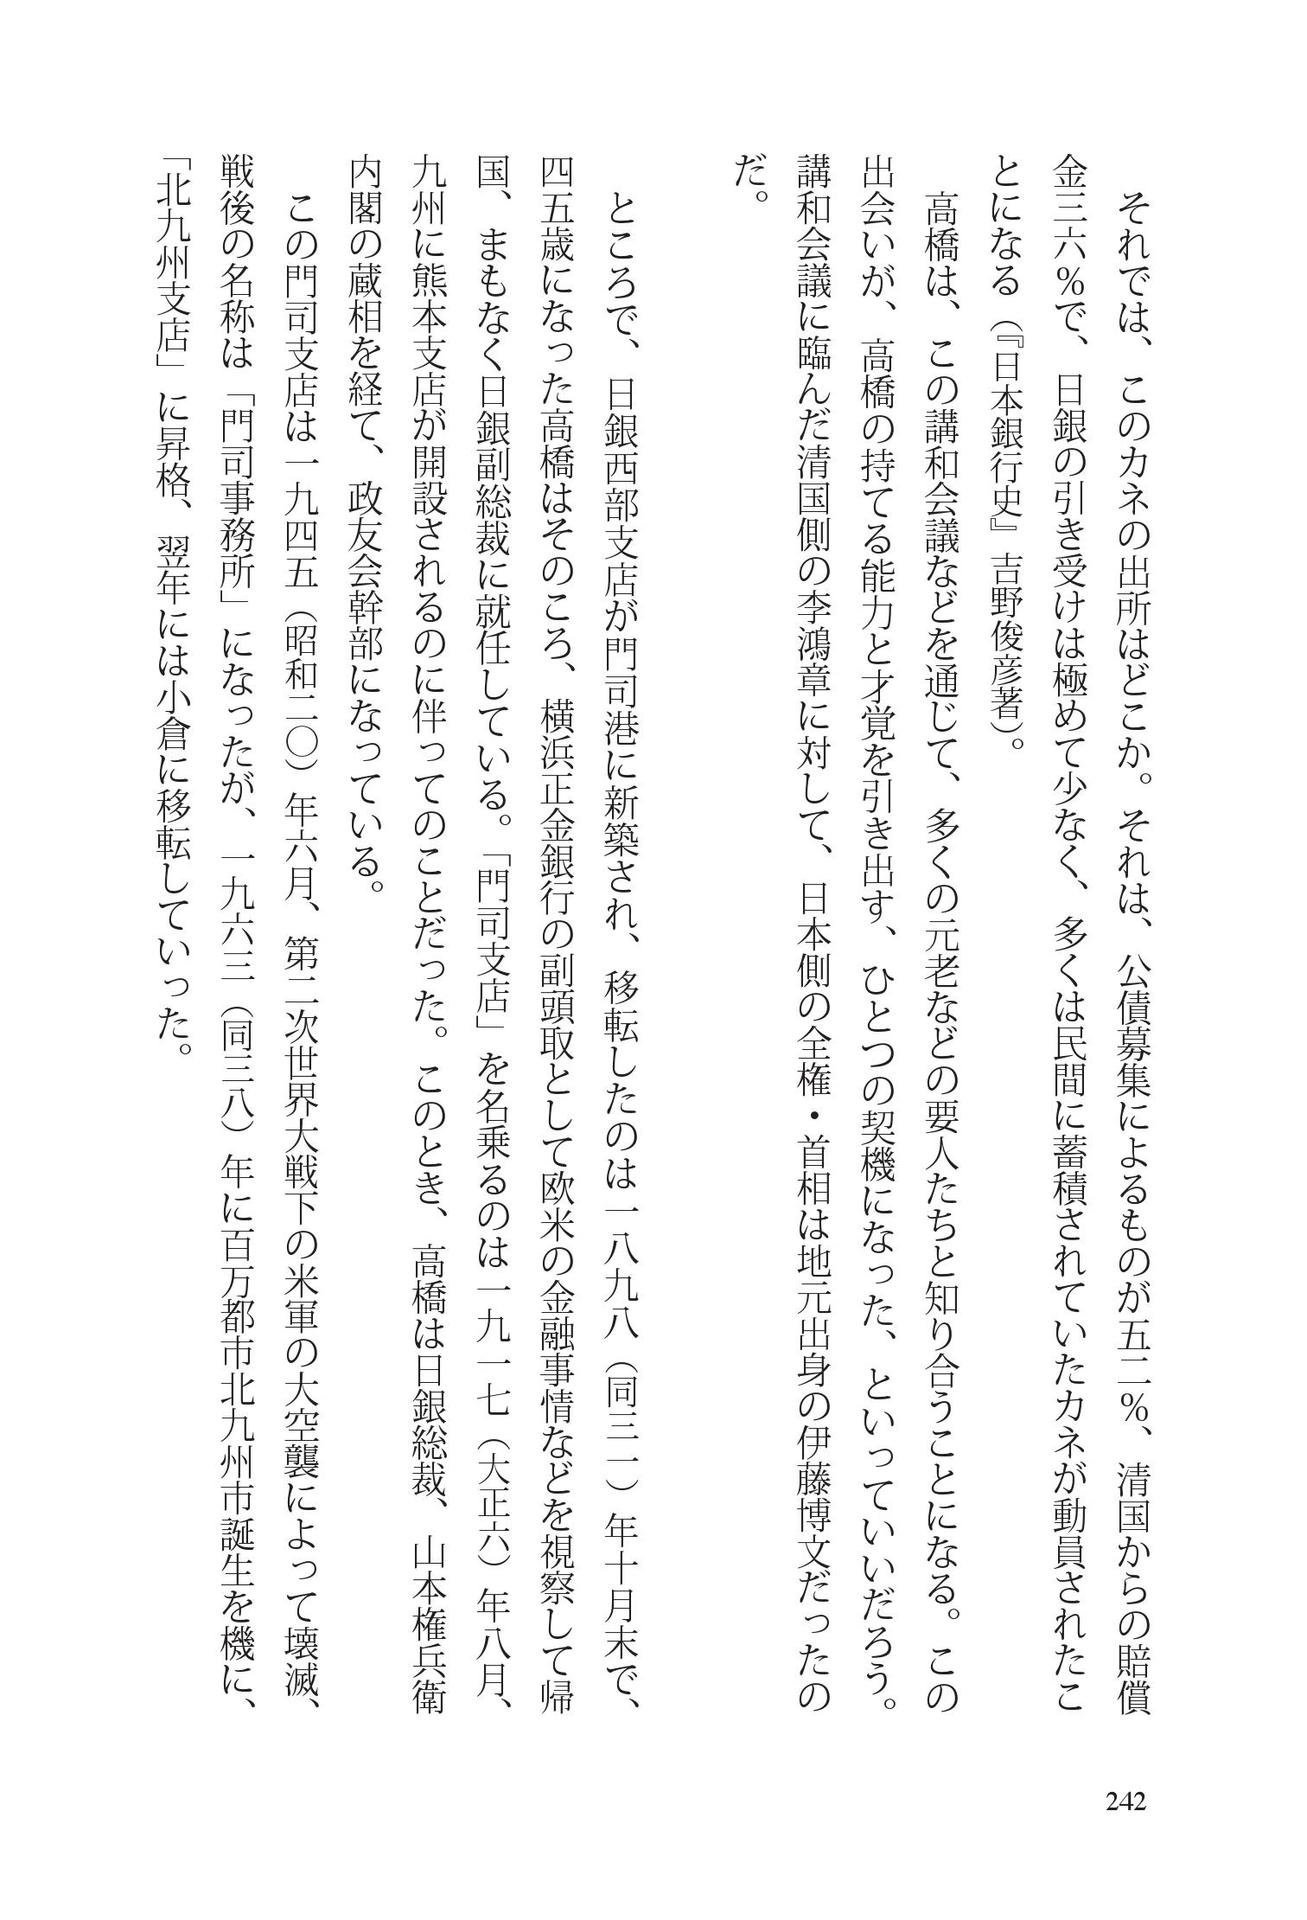 それでは、このカネの出所はどこか。それは、公債募集によるものが五二％、清国からの賠償
金三六％で、日銀の引き受けは極めて少なく、多くは民間に蓄積されていたカネが動員されたこ
とになる（『日本銀行史』吉野俊彦著）。
　高橋は、この講和会議などを通じて、多くの元老などの要人たちと知り合うことになる。この
出会いが、高橋の持てる能力と才覚を引き出す、ひとつの契機になった、といっていいだろう。
講和会議に臨んだ清国側の李鴻章に対して、日本側の全権・首相は地元出身の伊藤博文だったの
だ。
　ところで、日銀西部支店が門司港に新築され、移転したのは一八九八（同三一）年十月末で、
四五歳になった高橋はそのころ、横浜正金銀行の副頭取として欧米の金融事情などを視察して帰
国、まもなく日銀副総裁に就任している。「門司支店」を名乗るのは一九一七（大正六）年八月、
九州に熊本支店が開設されるのに伴ってのことだった。このとき、高橋は日銀総裁、山本権兵衛
内閣の蔵相を経て、政友会幹部になっている。
　この門司支店は一九四五（昭和二〇）年六月、第二次世界大戦下の米軍の大空襲によって壊滅、
戦後の名称は「門司事務所」になったが、一九六三（同三八）年に百万都市北九州市誕生を機に、
「北九州支店」に昇格、翌年には小倉に移転していった。
242